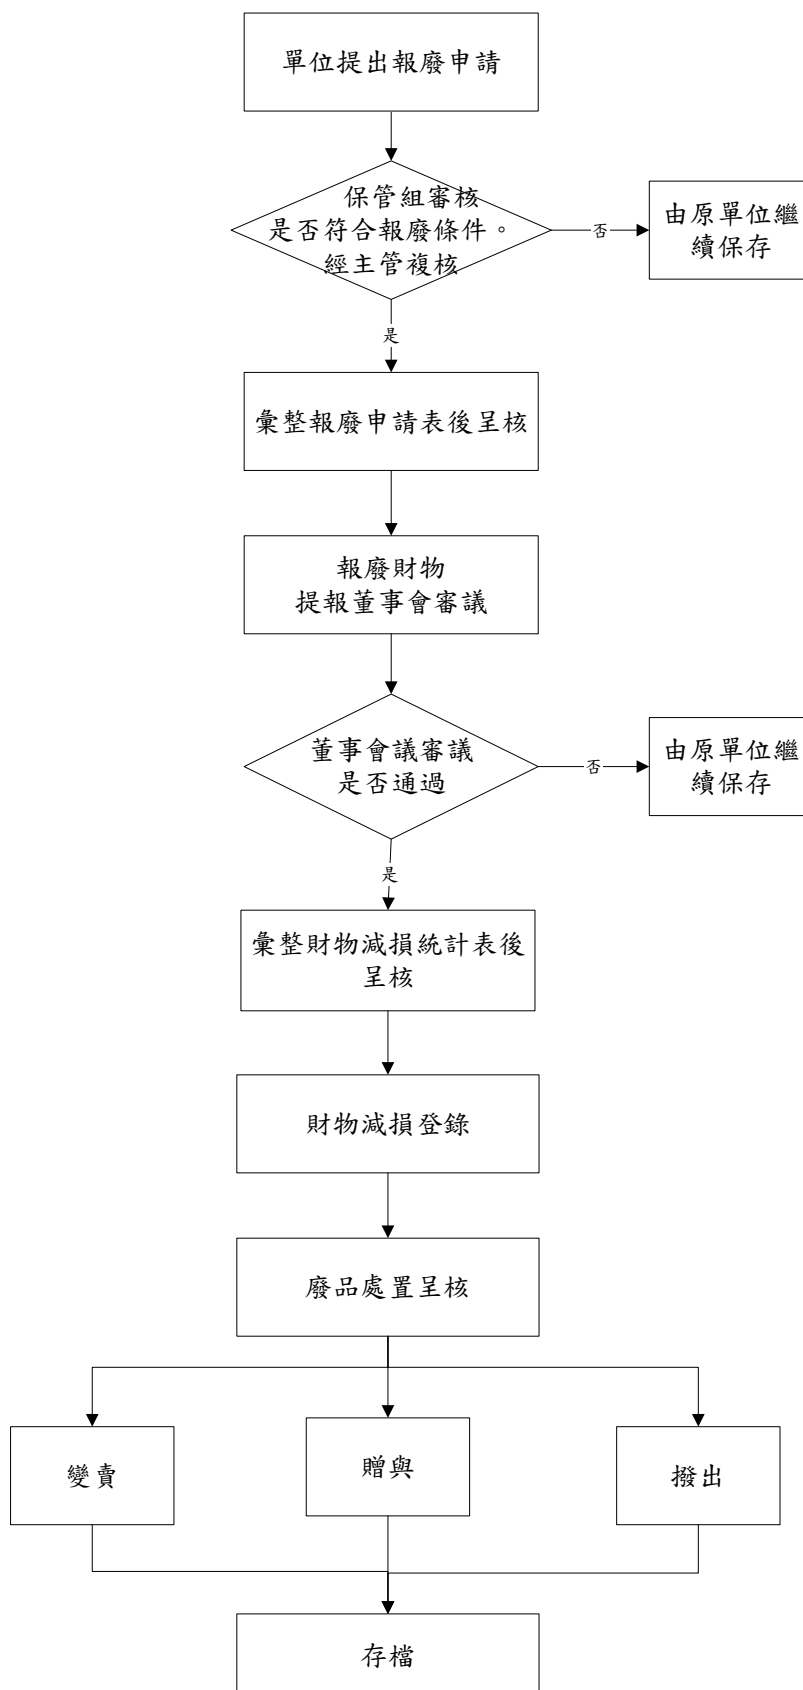 單位提出報廢申請
保管組審核
是否符合報廢條件。
經主管複核
否
由原單位繼
續保存
是
彙整報廢申請表後呈核
報廢財物
提報董事會審議
董事會議審議
是否通過
否
由原單位繼
續保存
是
彙整財物減損統計表後
呈核
財物減損登錄
廢品處置呈核
變賣
贈與
撥出
存檔